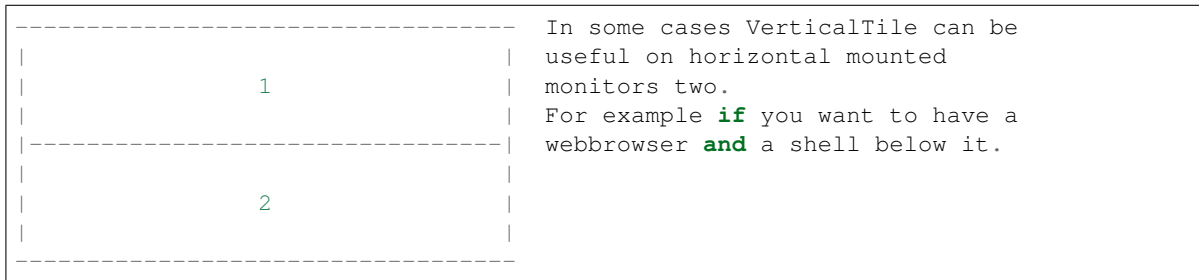 ----------------------------------- In some cases VerticalTile can be
|                                 | useful on horizontal mounted
|                1                | monitors two.
|                                 | For example if you want to have a
|---------------------------------| webbrowser and a shell below it.
|                                 |
|                2                |
|                                 |
-----------------------------------